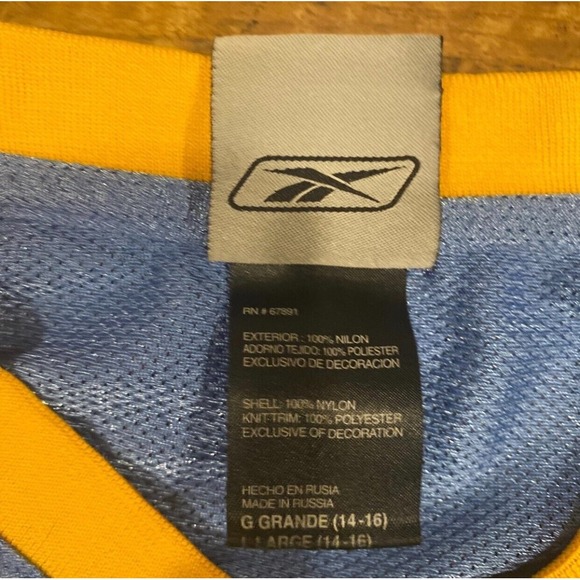 RN # 67891
EXTERIOR : 100% NILON
ADORNO TEJIDO: 100% POLIESTER
EXCLUSIVO DE DECORACION
SHELL: 100% NYLON
KNIT-TRIM: 100% POLYESTER
EXCLUSIVE OF DECORATION
HECHO EN RUSIA
MADE IN RUSSIA
G GRANDE (14-16)
L LARGE (14-16)